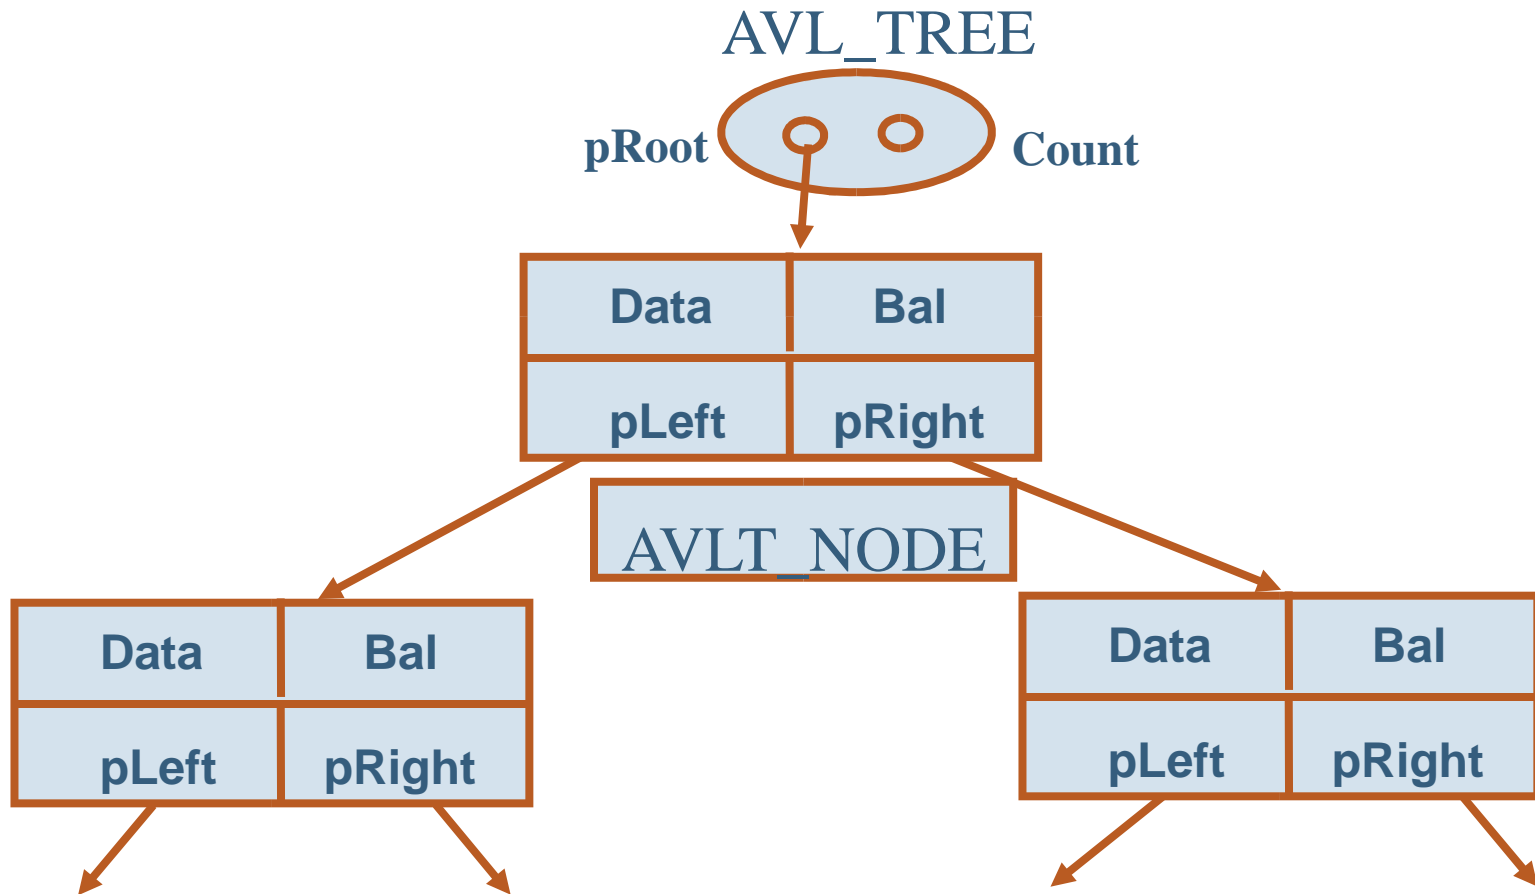 AVL_TREE
pRoot Count
Data Bal
pLeft pRight
AVLT_NODE
Data Bal
pLeft pRight
Data Bal
pLeft pRight